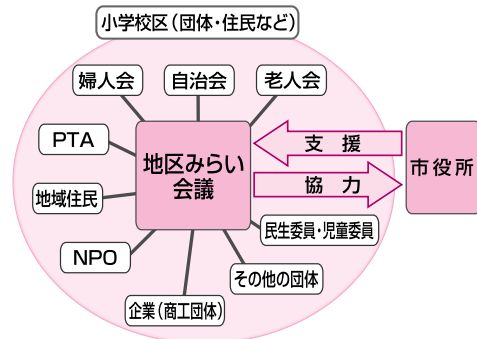 小学校区（団体・住民など）
婦人会
自治会
老人会
PTA
地区みらい
会議
支援
市役所
協力
地域住民
民生委員・児童委員
NPO
その他の団体
企業（商工団体）